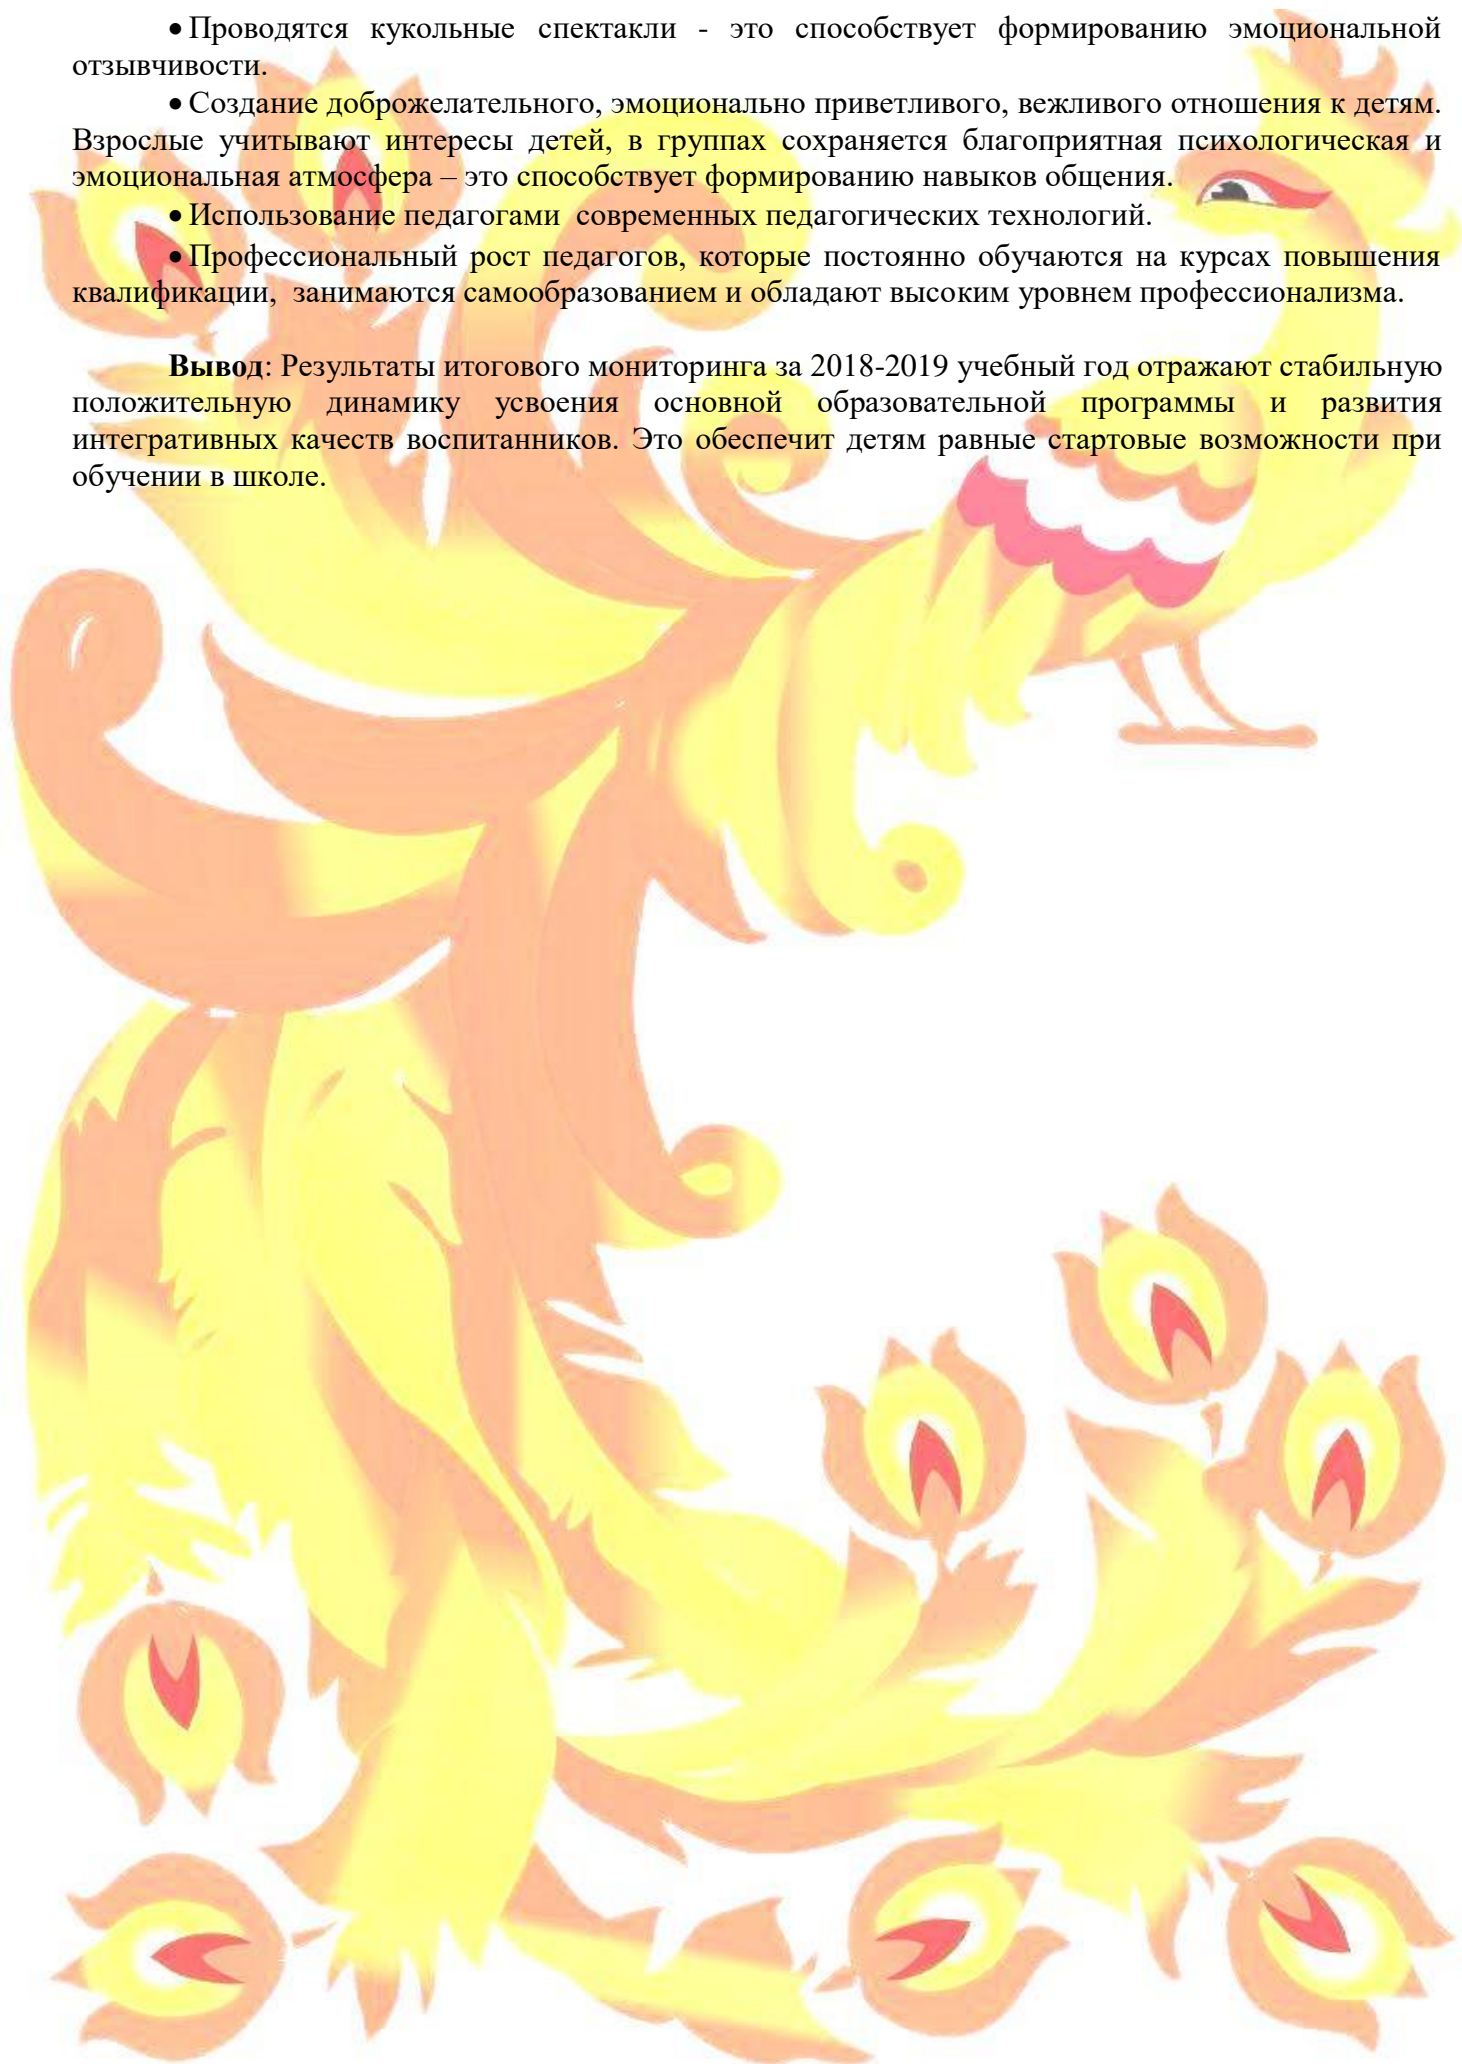 • Проводятся кукольные спектакли - это способствует формированию эмоциональной
отзывчивости.
• Создание доброжелательного, эмоционально приветливого, вежливого отношения к детям.
Взрослые учитывают интересы детей, в группах сохраняется благоприятная психологическая и
эмоциональная атмосфера – это способствует формированию навыков общения.
• Использование педагогами современных педагогических технологий.
• Профессиональный рост педагогов, которые постоянно обучаются на курсах повышения
квалификации, занимаются самообразованием и обладают высоким уровнем профессионализма.
Вывод: Результаты итогового мониторинга за 2018-2019 учебный год отражают стабильную
положительную динамику усвоения основной образовательной программы и развития
интегративных качеств воспитанников. Это обеспечит детям равные стартовые возможности при
обучении в школе.